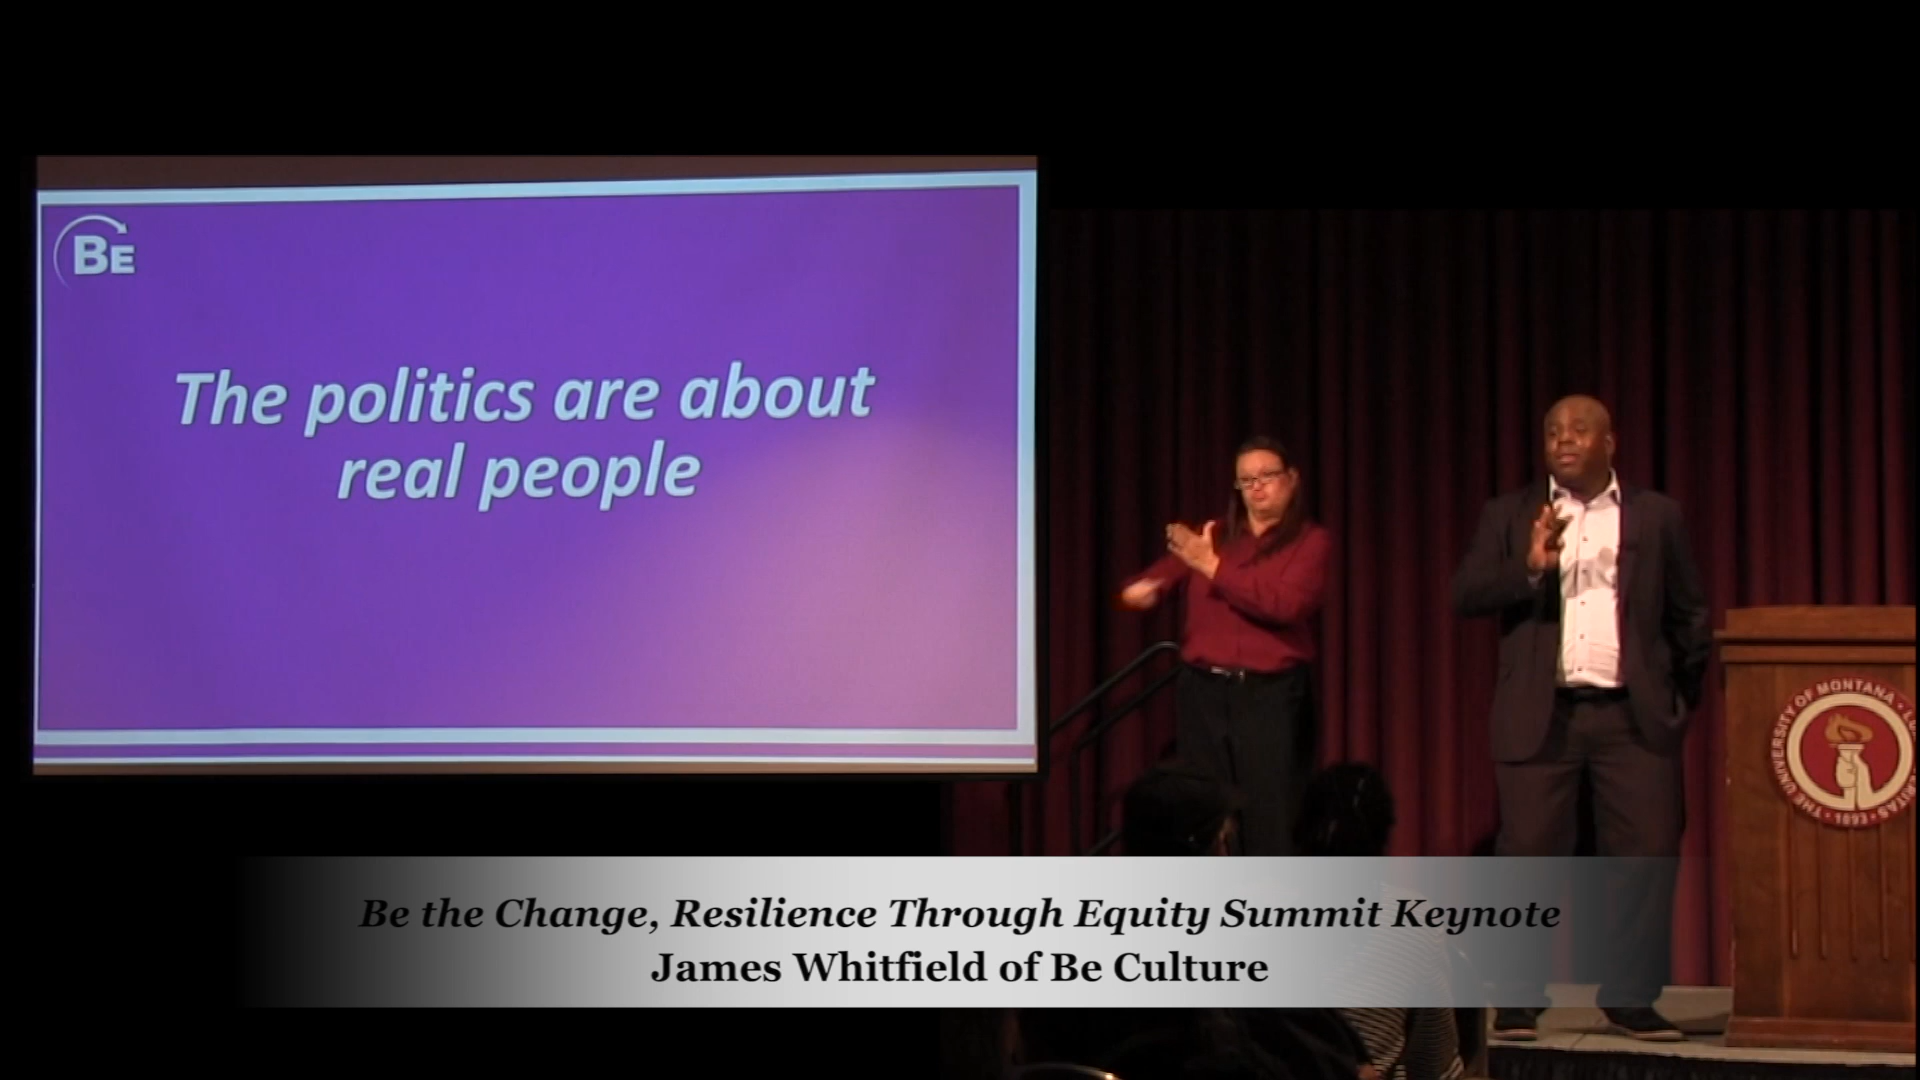 BE
The politics are about
real people
THE UNIVERSITY OF MONTANA
1893
Be the Change, Resilience Through Equity Summit Keynote
James Whitfield of Be Culture